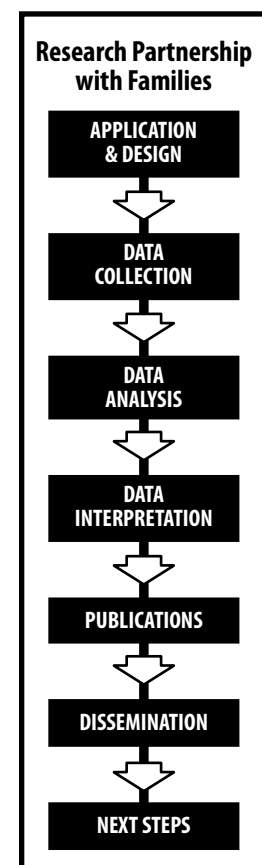 Research Partnership
with Families
APPLICATION
& DESIGN
DATA
COLLECTION
DATA
ANALYSIS
DATA
INTERPRETATION
PUBLICATIONS
DISSEMINATION
NEXT STEPS